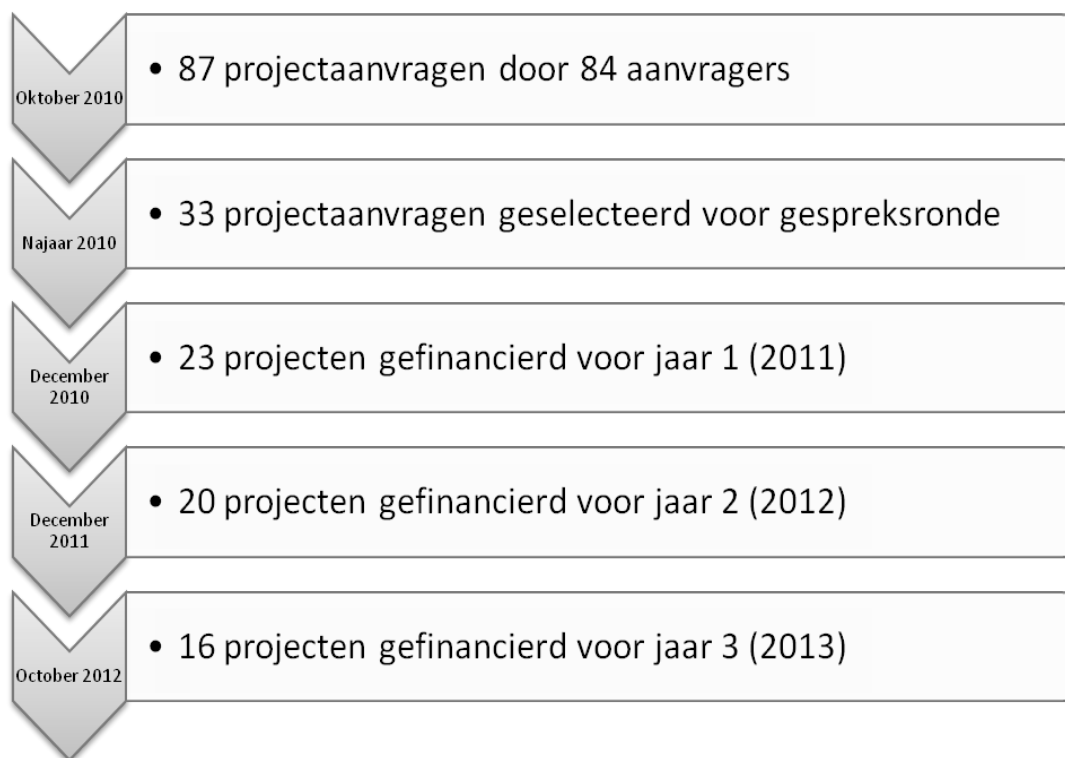 Oktober 2010
• 87 projectaanvragen door 84 aanvragers
Najaar 2010
• 33 projectaanvragen geselecteerd voor gespreksronde
December
2010
• 23 projecten gefinancierd voor jaar 1 (2011)
December
2011
• 20 projecten gefinancierd voor jaar 2 (2012)
October 2012
• 16 projecten gefinancierd voor jaar 3 (2013)